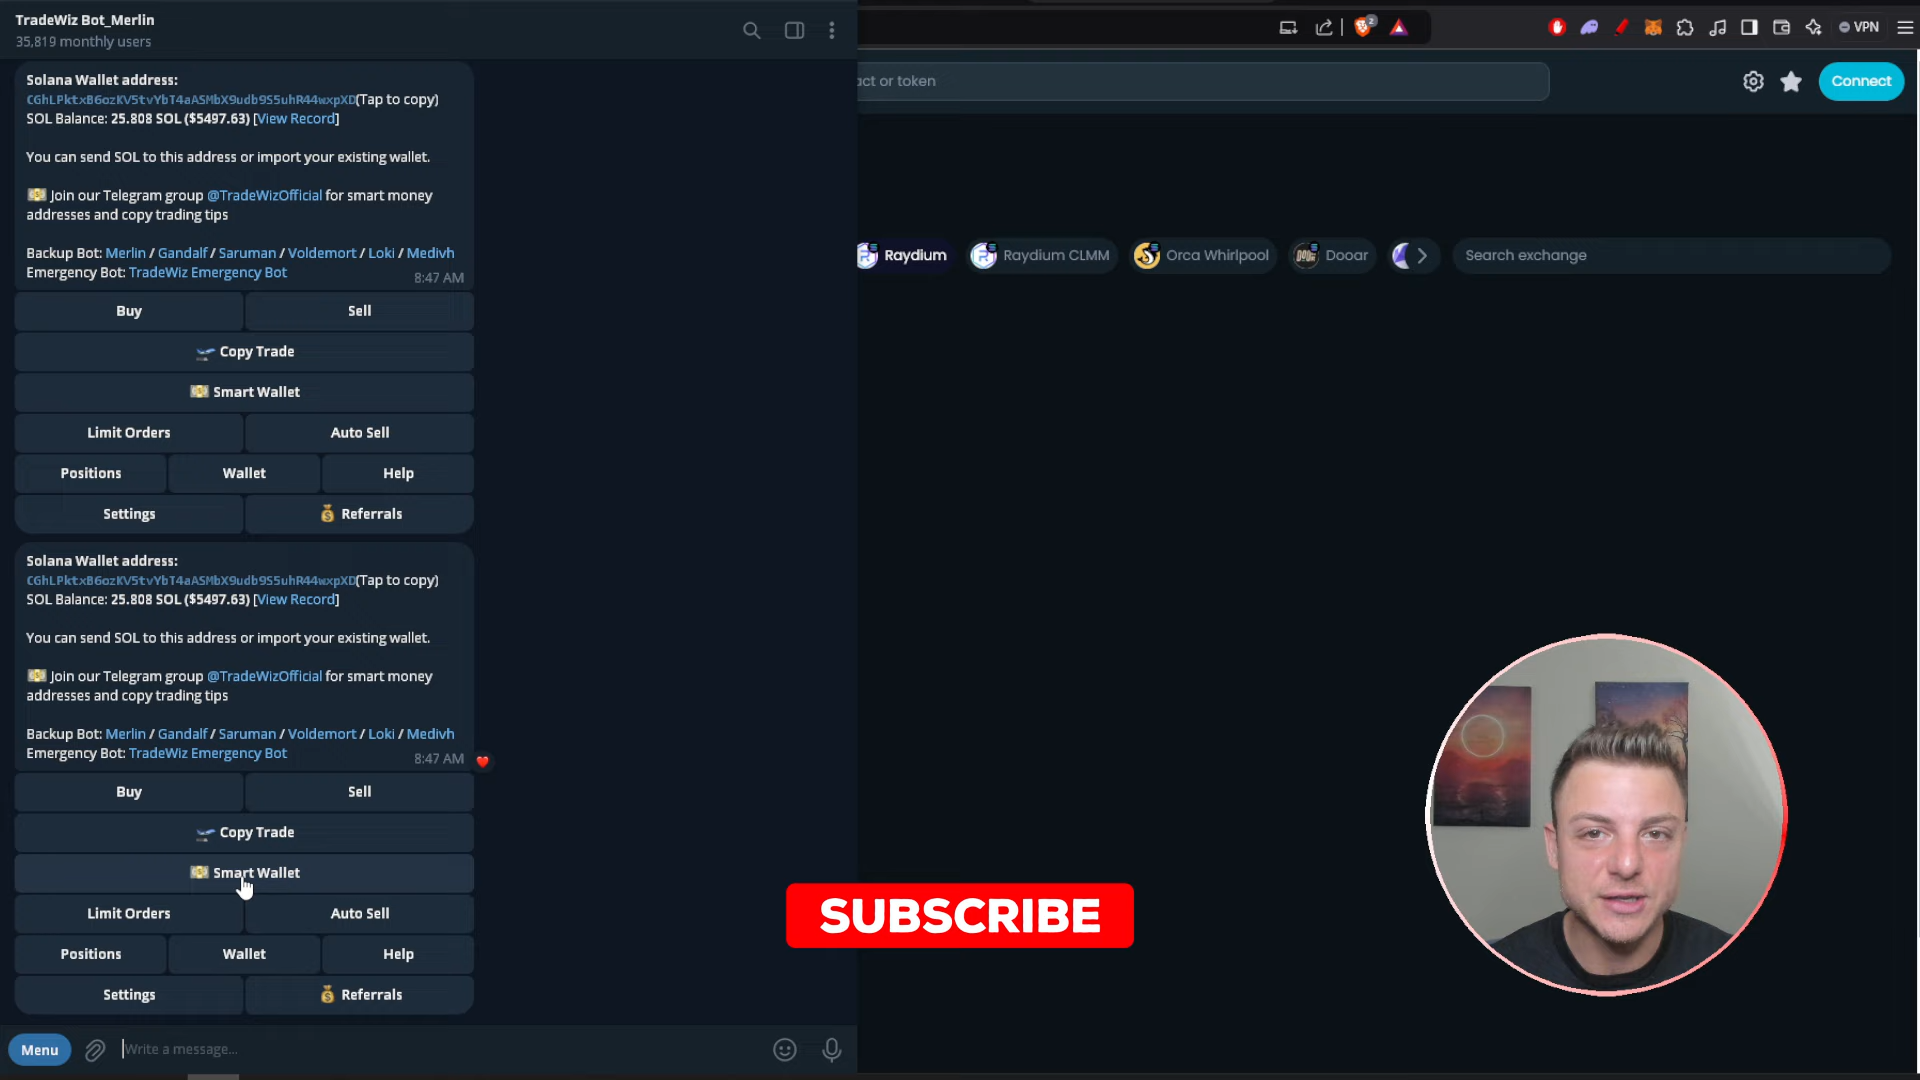 TradeWiz Bot_Merlin
35,819 monthly users
Solana Wallet address:
CGhLPktxB6ozKV5tvYbT4aASMbX9udb9S5uhR44wxpXD(Tap to copy)
SOL Balance: 25.808 SOL ($5497.63) [View Record]
You can send SOL to this address or import your existing wallet.
Join our Telegram group @TradeWizOfficial for smart money
addresses and copy trading tips
Backup Bot: Merlin / Gandalf / Saruman / Voldemort / Loki / Medivh
Emergency Bot: TradeWiz Emergency Bot
8:47 AM
Buy
Sell
Copy Trade
Smart Wallet
Limit Orders
Auto Sell
Positions
Wallet
Help
Settings
Referrals
Solana Wallet address:
CGhLPktxB6ozKV5tvYbT4aASMbX9udb9S5uhR44wxpXD(Tap to copy)
SOL Balance: 25.808 SOL ($5497.63) [View Record]
You can send SOL to this address or import your existing wallet.
Join our Telegram group @TradeWizOfficial for smart money
addresses and copy trading tips
Backup Bot: Merlin / Gandalf / Saruman / Voldemort / Loki / Medivh
Emergency Bot: TradeWiz Emergency Bot
8:47 AM
Buy
Sell
Copy Trade
Smart Wallet
Limit Orders
Auto Sell
Positions
Wallet
Help
Settings
Referrals
Menu
Write a message...
2
VPN
or token
Connect
Raydium
Raydium CLMM
Orca Whirlpool
Dooar
Search exchange
SUBSCRIBE